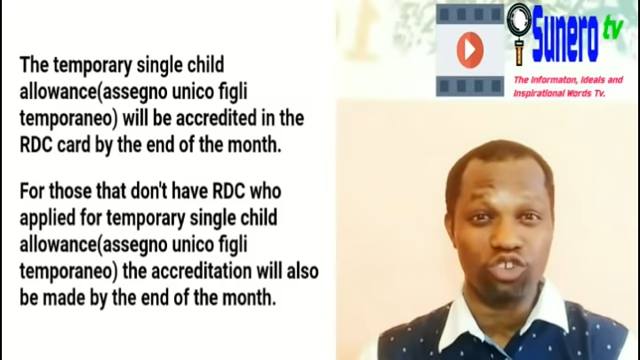 The temporary single child
allowance(assegno unico figli
temporaneo) will be accredited in the
RDC card by the end of the month.
For those that don't have RDC who
applied for temporary single child
allowance(assegno unico figli
temporaneo) the accreditation will also
be made by the end of the month.
Sunero tv
The Informaton, Ideals and
Inspirational Words Tv.